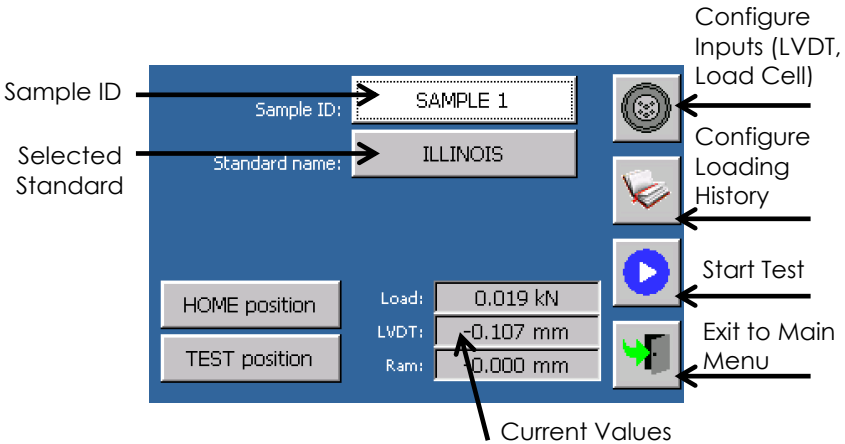 Configure
Inputs (LVDT,
Load Cell)
Sample ID
Sample ID:
SAMPLE 1
Selected
Standard
Standard name:
ILLINOIS
Configure
Loading
History
Start Test
HOME position
Load:
0.019 kN
LVDT:
-0.107 mm
TEST position
Ram:
-0.000 mm
Exit to Main
Menu
Current Values